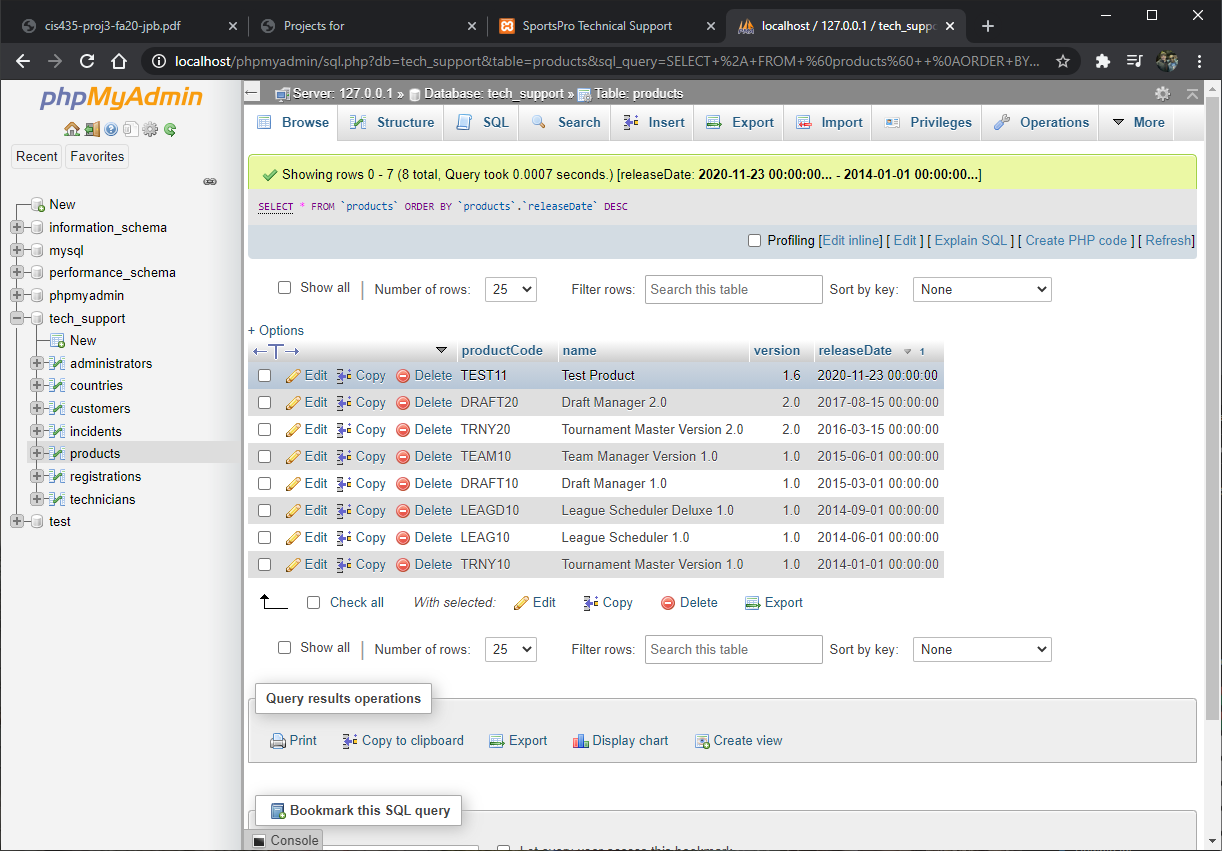 cis435-proj3-fa20-jpb.pdf
Projects for
SportsPro Technical Support
localhost / 127.0.0.1 / tech_suppo
localhost/phpmyadmin/sql.php?db=tech_support&table=products&sql_query=SELECT+%2A+FROM+%60products%60++%0AORDER+BY...
phpMyAdmin
Recent Favorites
New
information_schema
mysql
performance_schema
phpmyadmin
tech_support
New
administrators
countries
customers
incidents
products
registrations
technicians
test
Server: 127.0.0.1 » Database: tech_support » Table: products
Browse Structure SQL Search Insert Export Import Privileges Operations More
Showing rows 0 - 7 (8 total, Query took 0.0007 seconds.) [releaseDate: 2020-11-23 00:00:00... - 2014-01-01 00:00:00...]
SELECT * FROM `products` ORDER BY `products`.`releaseDate` DESC
Profiling [Edit inline] [ Edit ] [ Explain SQL ] [ Create PHP code ] [ Refresh]
Show all | Number of rows: 25 Filter rows: Search this table Sort by key: None
+ Options
←T→ productCode name version releaseDate 1
Edit Copy Delete TEST11 Test Product 1.6 2020-11-23 00:00:00
Edit Copy Delete DRAFT20 Draft Manager 2.0 2.0 2017-08-15 00:00:00
Edit Copy Delete TRNY20 Tournament Master Version 2.0 2.0 2016-03-15 00:00:00
Edit Copy Delete TEAM10 Team Manager Version 1.0 1.0 2015-06-01 00:00:00
Edit Copy Delete DRAFT10 Draft Manager 1.0 1.0 2015-03-01 00:00:00
Edit Copy Delete LEAGD10 League Scheduler Deluxe 1.0 1.0 2014-09-01 00:00:00
Edit Copy Delete LEAG10 League Scheduler 1.0 1.0 2014-06-01 00:00:00
Edit Copy Delete TRNY10 Tournament Master Version 1.0 1.0 2014-01-01 00:00:00
Check all With selected: Edit Copy Delete Export
Show all | Number of rows: 25 Filter rows: Search this table Sort by key: None
Query results operations
Print Copy to clipboard Export Display chart Create view
Bookmark this SQL query
Console